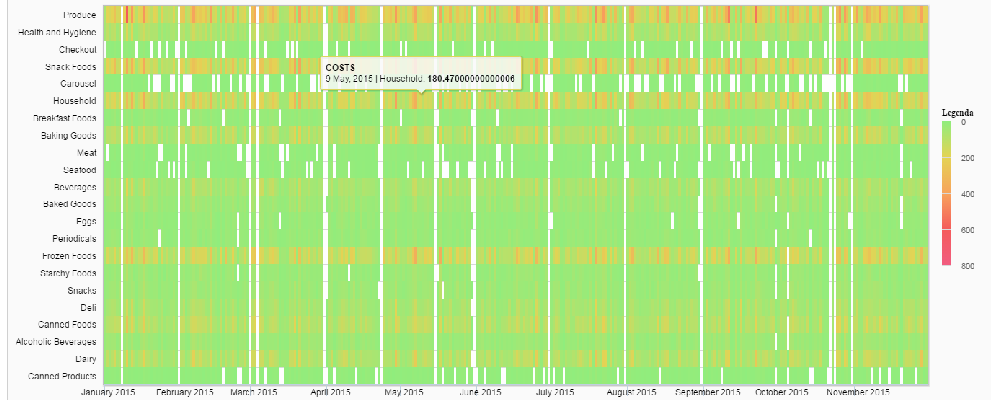 Produce
Health and Hygiene
Checkout
Snack Foods
Carousel
Household
Breakfast Foods
Baking Goods
Meat
Seafood
Beverages
Baked Goods
Eggs
Periodicals
Frozen Foods
Starchy Foods
Snacks
Deli
Canned Foods
Alcoholic Beverages
Dairy
Canned Products
COSTS
9 May, 2015 | Household: 180.47000000000006
January 2015 February 2015 March 2015 April 2015 May 2015 June 2015 July 2015 August 2015 September 2015 October 2015 November 2015
Legenda
0
200
400
600
800